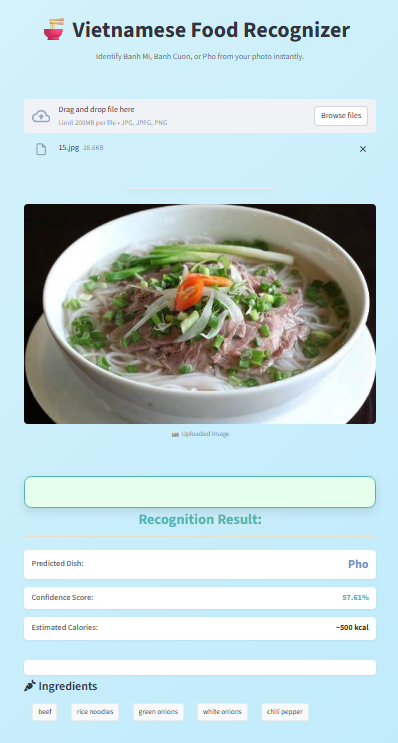 Vietnamese Food Recognizer
Identify Banh Mi, Banh Cuon, or Pho from your photo instantly.
Drag and drop file here
Limit 200MB per file • JPG, JPEG, PNG
Browse files
15.jpg 28.6KB
Uploaded Image
Recognition Result:
Predicted Dish: Pho
Confidence Score: 57.61%
Estimated Calories: ~500 kcal
Ingredients
beef rice noodles green onions white onions chili pepper